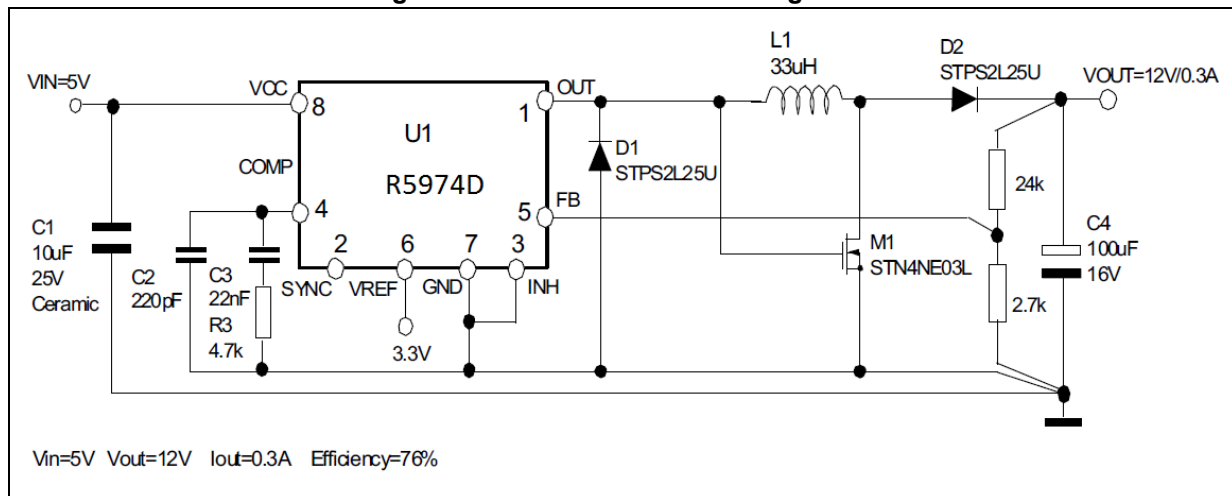 L1
33uH
D2
STPS2L25U
VIN=5V
VCC
8
OUT
1
VOUT=12V/0.3A
U1
R5974D
COMP
4
D1
STPS2L25U
FB
5
24k
C1
10uF
25V
Ceramic
C2
220pF
C3
22nF
R3
4.7k
2
6
7
3
SYNC
VREF
GND
INH
3.3V
M1
STN4NE03L
C4
100uF
16V
2.7k
Vin=5V Vout=12V Iout=0.3A Efficiency=76%